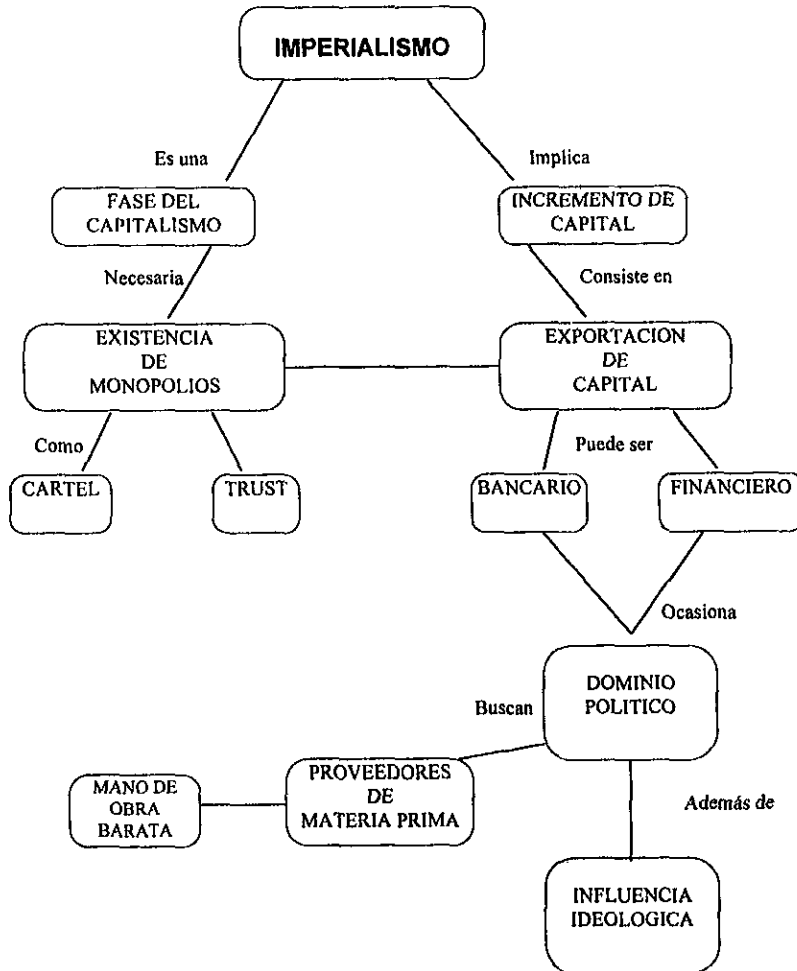 IMPERIALISMO
Es una
Implica
FASE DEL
CAPITALISMO
INCREMENTO DE
CAPITAL
Necesaria
Consiste en
EXISTENCIA
DE
MONOPOLIOS
EXPORTACION
DE
CAPITAL
Como
Puede ser
CARTEL
TRUST
BANCARIO
FINANCIERO
Ocasiona
DOMINIO
POLITICO
Buscan
PROVEEDORES
DE
MATERIA PRIMA
MANO DE
OBRA
BARATA
Además de
INFLUENCIA
IDEOLOGICA